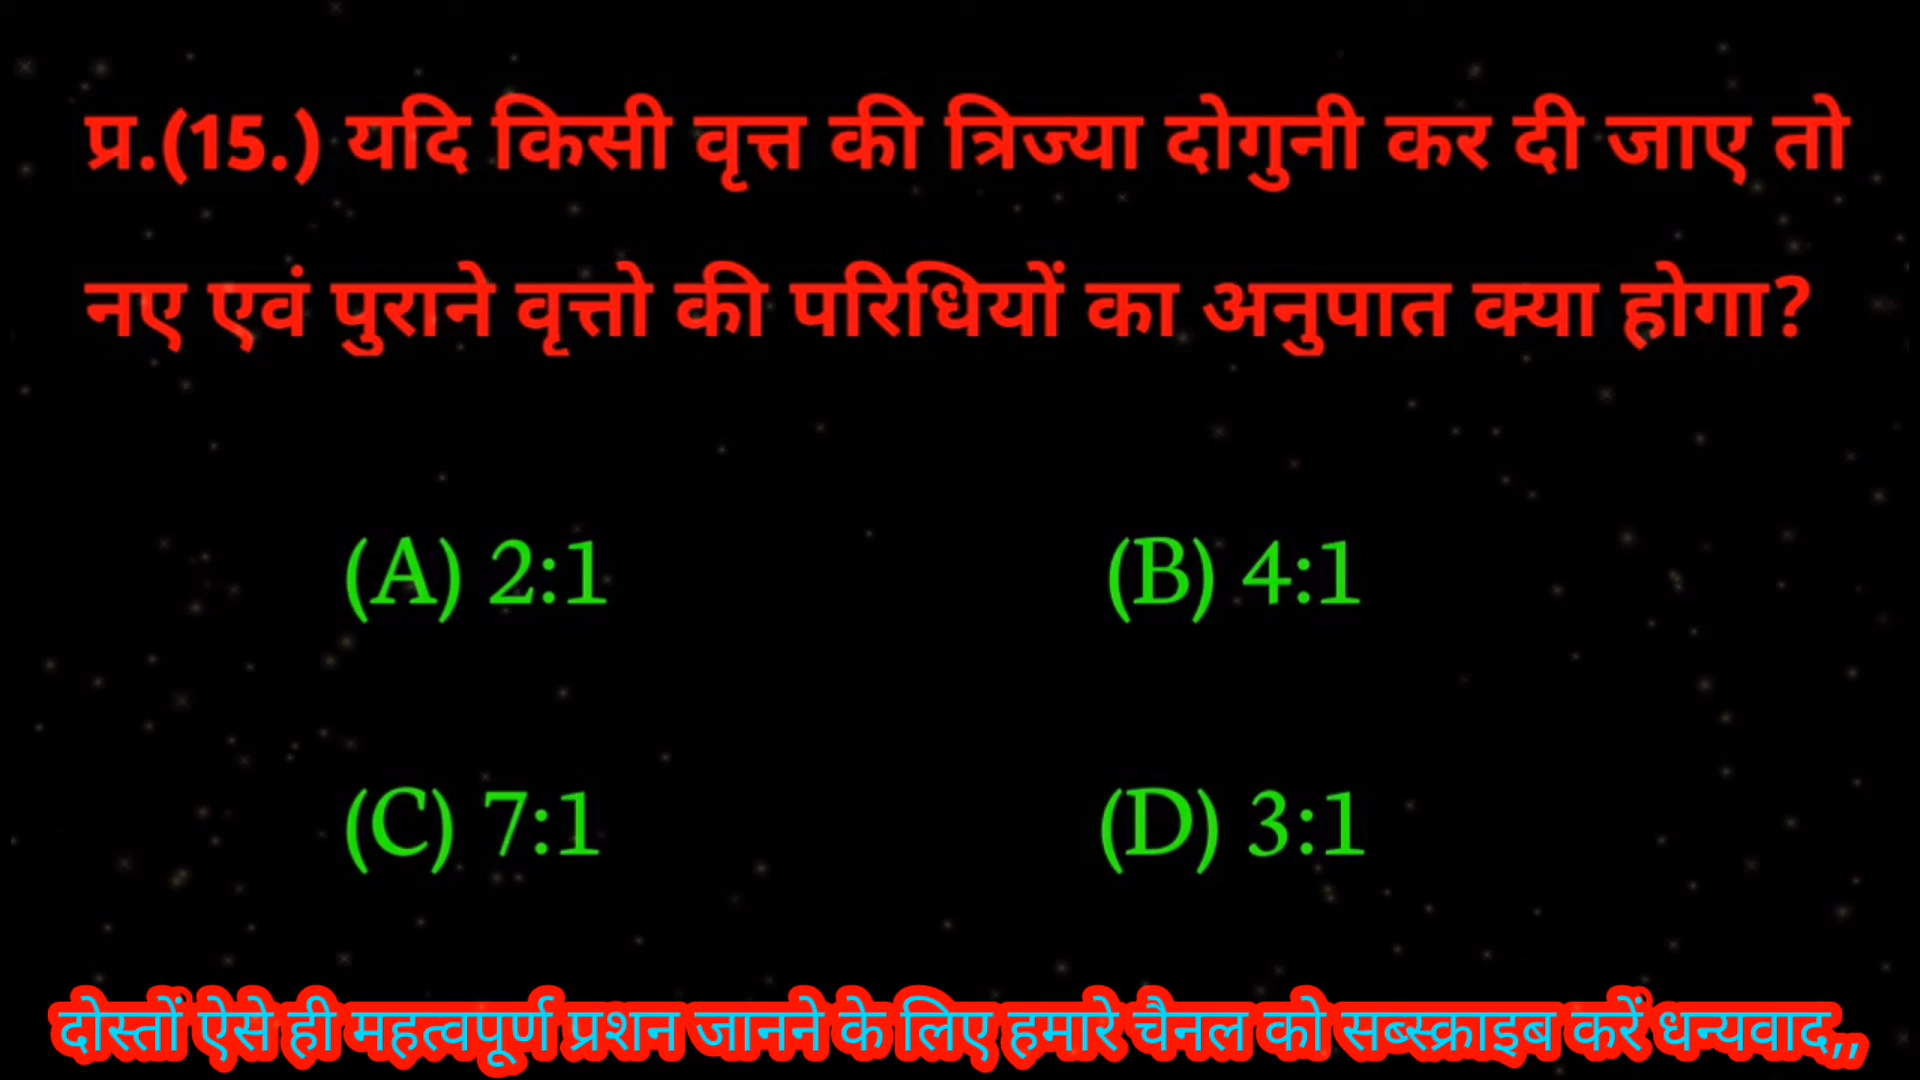 प्र.(15.) यदि किसी वृत्त की त्रिज्या दोगुनी कर दी जाए तो
नए एवं पुराने वृत्तो की परिधियों का अनुपात क्या होगा?
(A) 2:1 (B) 4:1
(C) 7:1 (D) 3:1
दोस्तों ऐसे ही महत्वपूर्ण प्रशन जानने के लिए हमारे चैनल को सब्स्क्राइब करें धन्यवाद,,